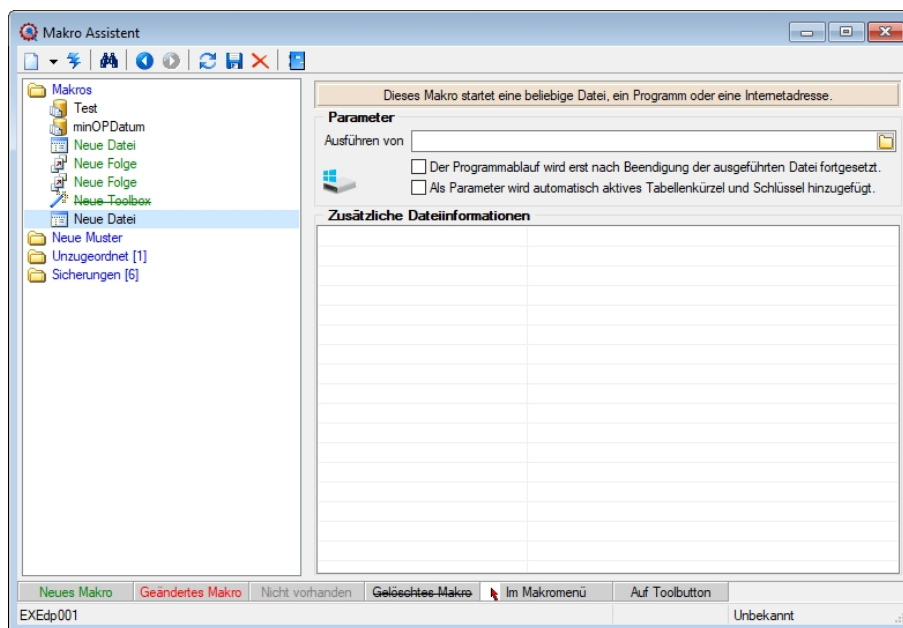 Makro Assistent
Makros
Test
minOPDatum
Neue Datei
Neue Folge
Neue Folge
Neue Toolbox
Neue Datei
Neue Muster
Unzugeordnet [1]
Sicherungen [6]
Dieses Makro startet eine beliebige Datei, ein Programm oder eine Internetadresse.
Parameter
Ausführen von
Der Programmablauf wird erst nach Beendigung der ausgeführten Datei fortgesetzt.
Als Parameter wird automatisch aktives Tabellenkürzel und Schlüssel hinzugefügt.
Zusätzliche Dateiinformationen
Neues Makro Geändertes Makro Nicht vorhanden Gelöschtes Makro Im Makromenü Auf Toolbutton
EXEdp001 Unbekannt